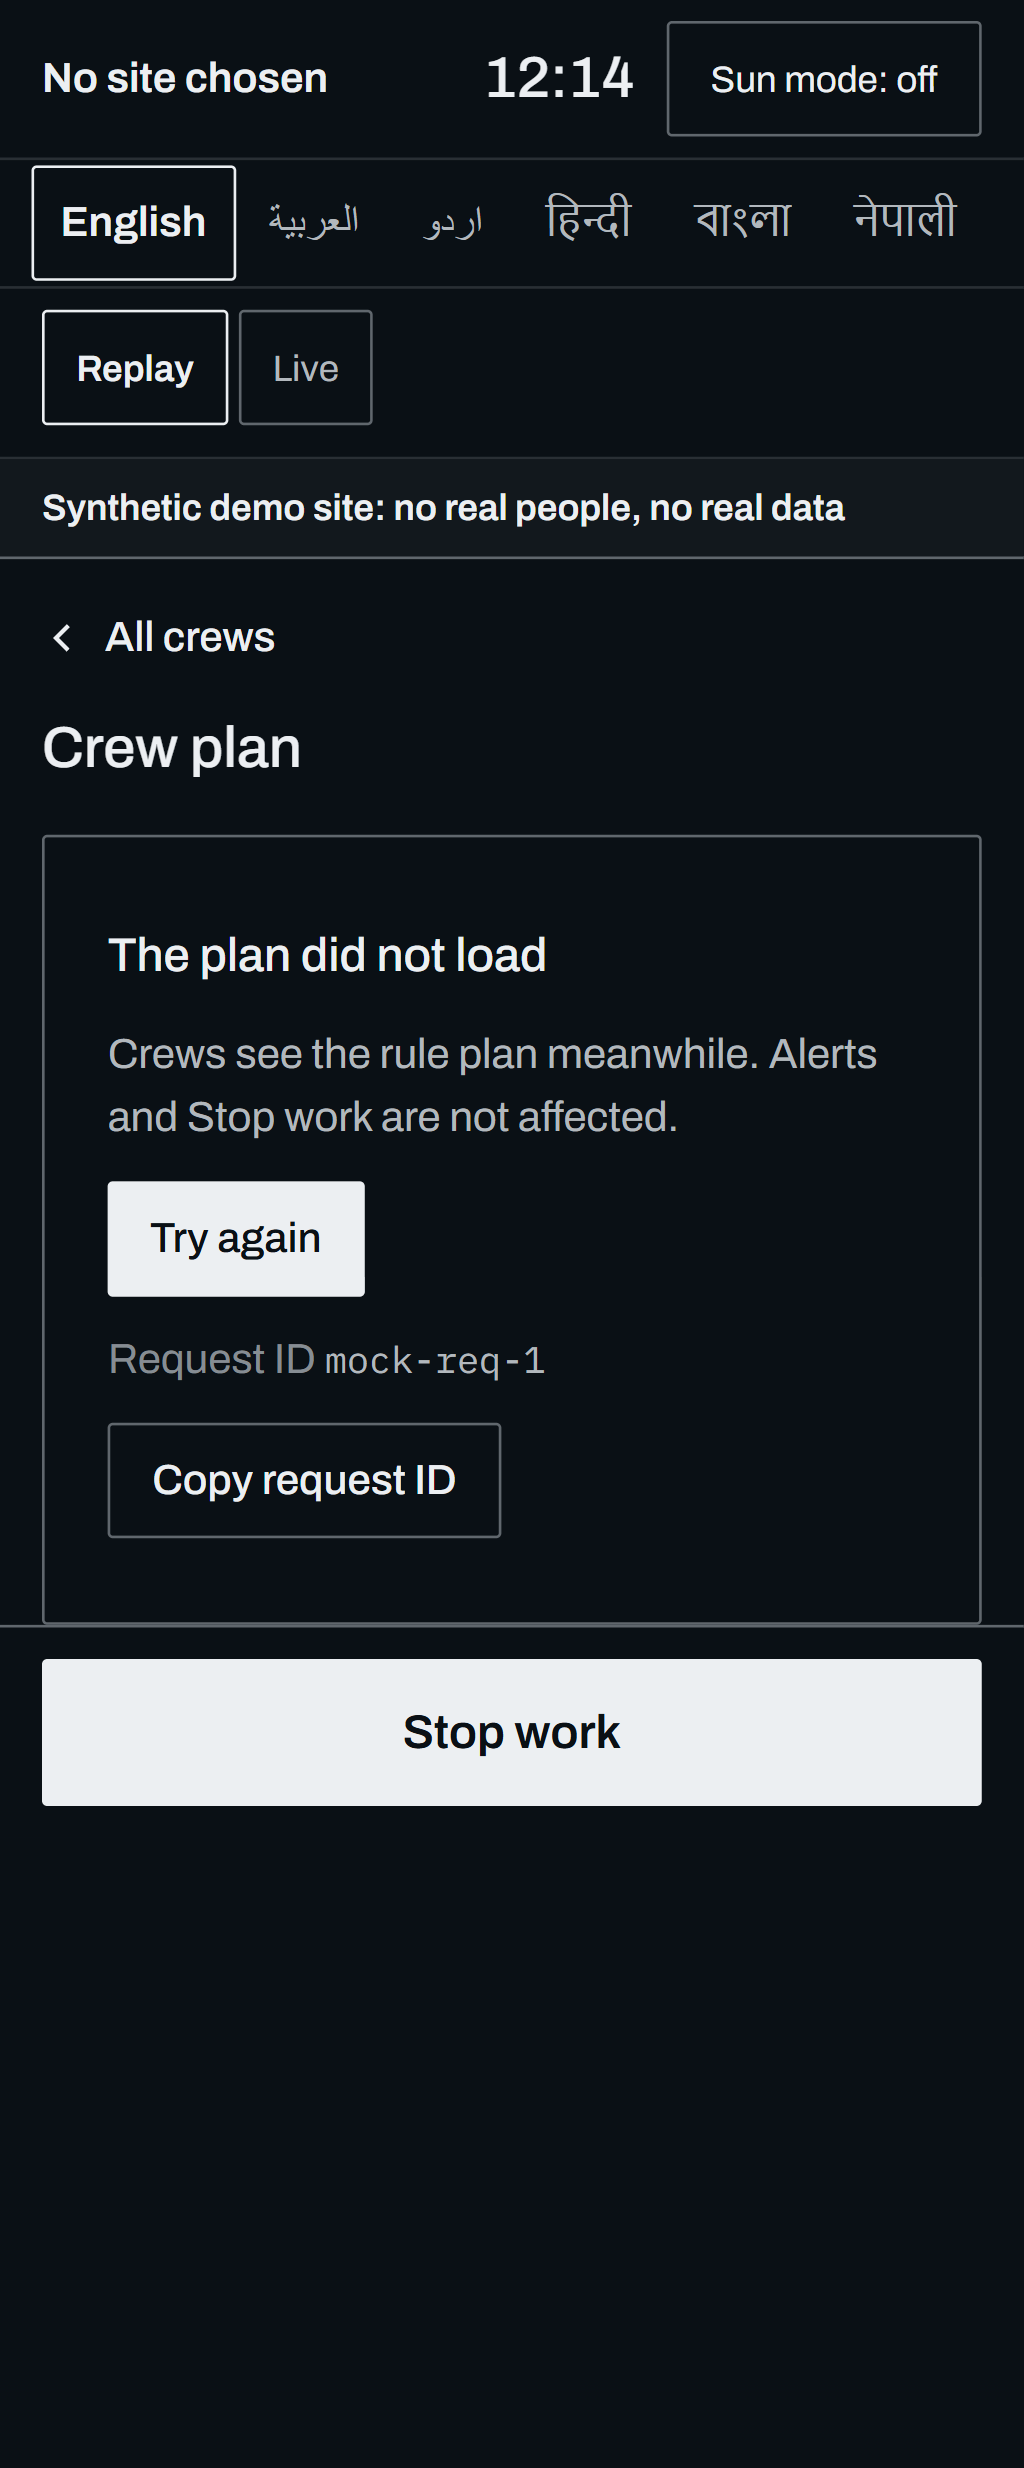 No site chosen
12:14
Sun mode: off
English
العربية
اردو
हिन्दी
বাংলা
नेपाली
Replay
Live
Synthetic demo site: no real people, no real data
All crews
Crew plan
The plan did not load
Crews see the rule plan meanwhile. Alerts
and Stop work are not affected.
Try again
Request ID mock-req-1
Copy request ID
Stop work